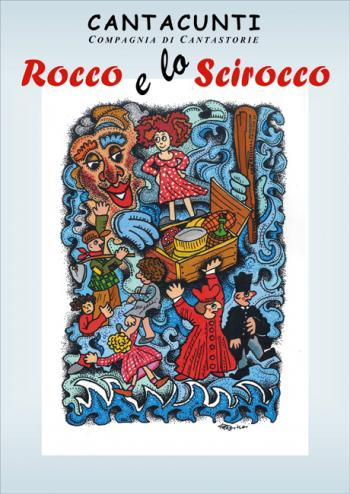 CANTACUNTI
COMPAGNIA DI CANTASTORIE
Rocco e lo Scirocco